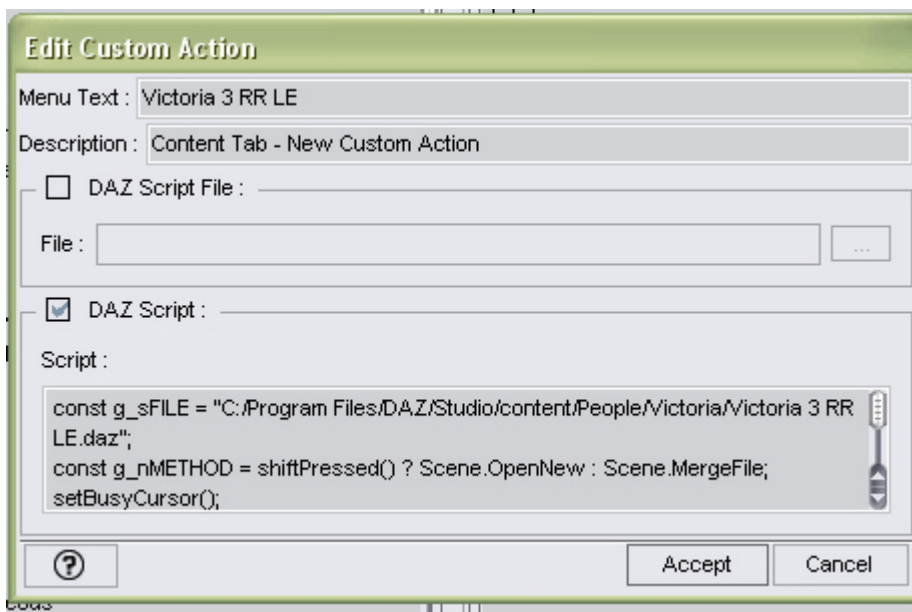 Edit Custom Action
Menu Text : Victoria 3 RR LE
Description : Content Tab - New Custom Action
DAZ Script File :
File :
...
DAZ Script :
Script :
const g_sFILE = "C:/Program Files/DAZ/Studio/content/People/Victoria/Victoria 3 RR
LE.daz";
const g_nMETHOD = shiftPressed() ? Scene.OpenNew : Scene.MergeFile;
setBusyCursor();
? Accept Cancel